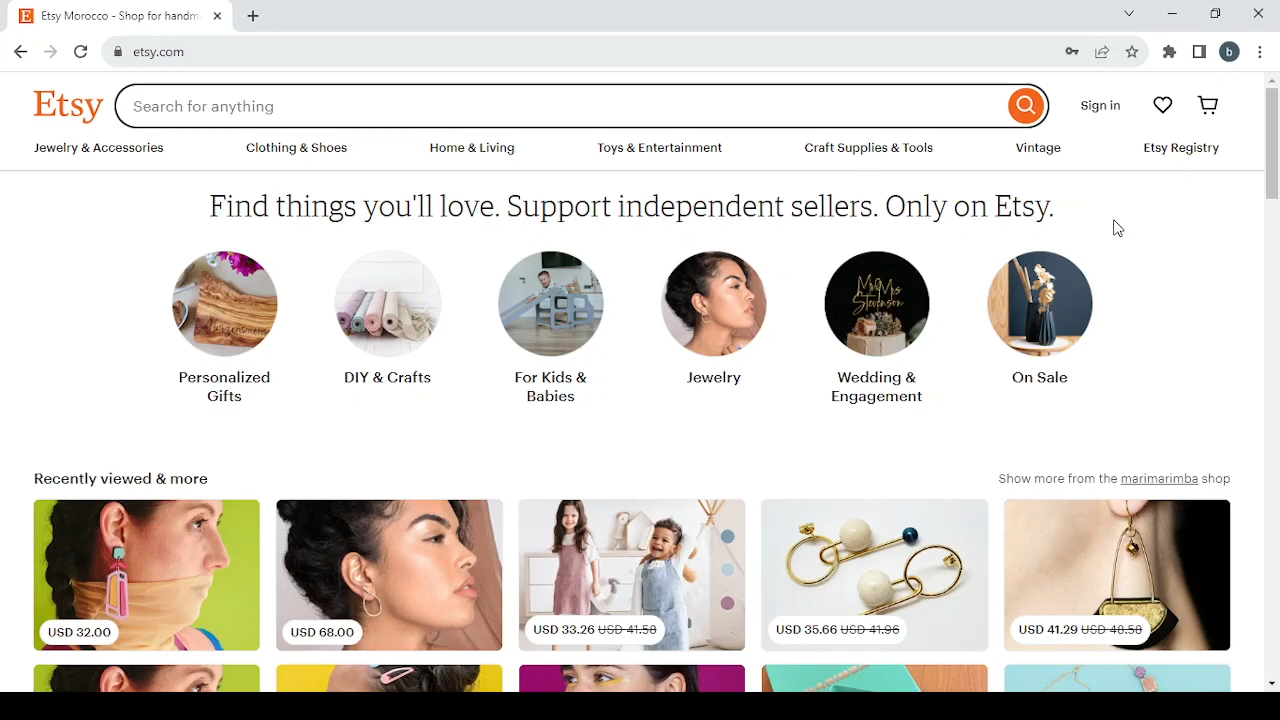 Etsy Morocco - Shop for handm
etsy.com
b
Etsy
Search for anything
Sign in
Jewelry & Accessories
Clothing & Shoes
Home & Living
Toys & Entertainment
Craft Supplies & Tools
Vintage
Etsy Registry
Find things you'll love. Support independent sellers. Only on Etsy.
Mr & Mrs
Stevenson
Personalized
Gifts
DIY & Crafts
For Kids &
Babies
Jewelry
Wedding &
Engagement
On Sale
Recently viewed & more
Show more from the marimarimba shop
USD 32.00
USD 68.00
USD 33.26 USD 41.58
USD 35.66 USD 41.96
USD 41.29 USD 48.58